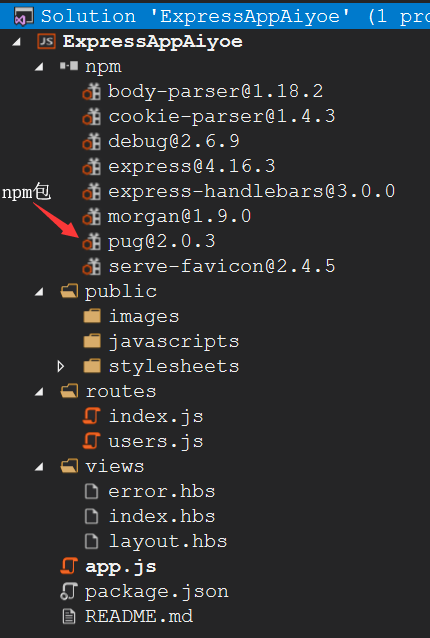 Solution 'ExpressAppAiyoe' (1 pro
ExpressAppAiyoe
npm
body-parser@1.18.2
cookie-parser@1.4.3
debug@2.6.9
express@4.16.3
npm包
express-handlebars@3.0.0
morgan@1.9.0
pug@2.0.3
serve-favicon@2.4.5
public
images
javascripts
stylesheets
routes
index.js
users.js
views
error.hbs
index.hbs
layout.hbs
app.js
package.json
README.md